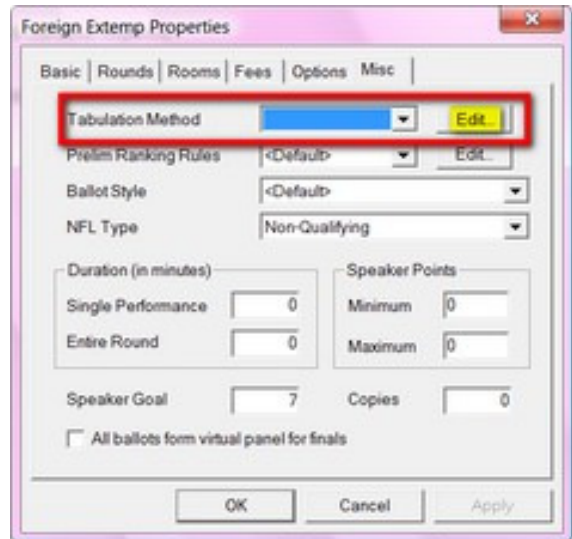 Foreign Extemp Properties
Basic Rounds Rooms Fees Options Misc
Tabulation Method Edit...
Prelim Ranking Rules <Default> Edit...
Ballot Style <Default>
NFL Type Non-Qualifying
Duration (in minutes) Speaker Points
Single Performance 0 Minimum 0
Entire Round 0 Maximum 0
Speaker Goal 7 Copies 0
All ballots form virtual panel for finals
OK Cancel Apply